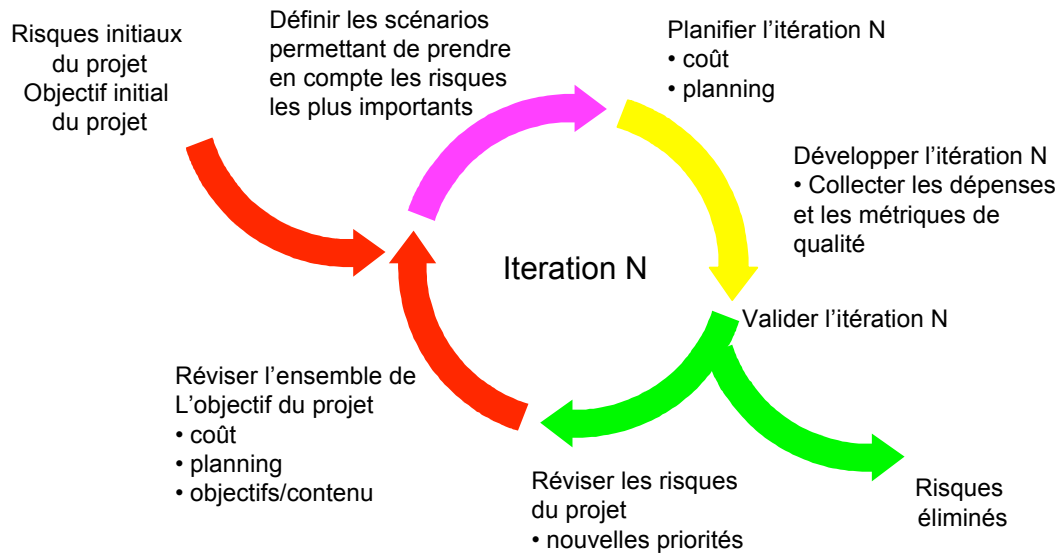 Risques initiaux
du projet
Objectif initial
du projet
Définir les scénarios
permettant de prendre
en compte les risques
les plus importants
Planifier l’itération N
• coût
• planning
Développer l’itération N
• Collecter les dépenses
et les métriques de
qualité
Iteration N
Valider l’itération N
Réviser l’ensemble de
L’objectif du projet
• coût
• planning
• objectifs/contenu
Réviser les risques
du projet
• nouvelles priorités
Risques
éliminés